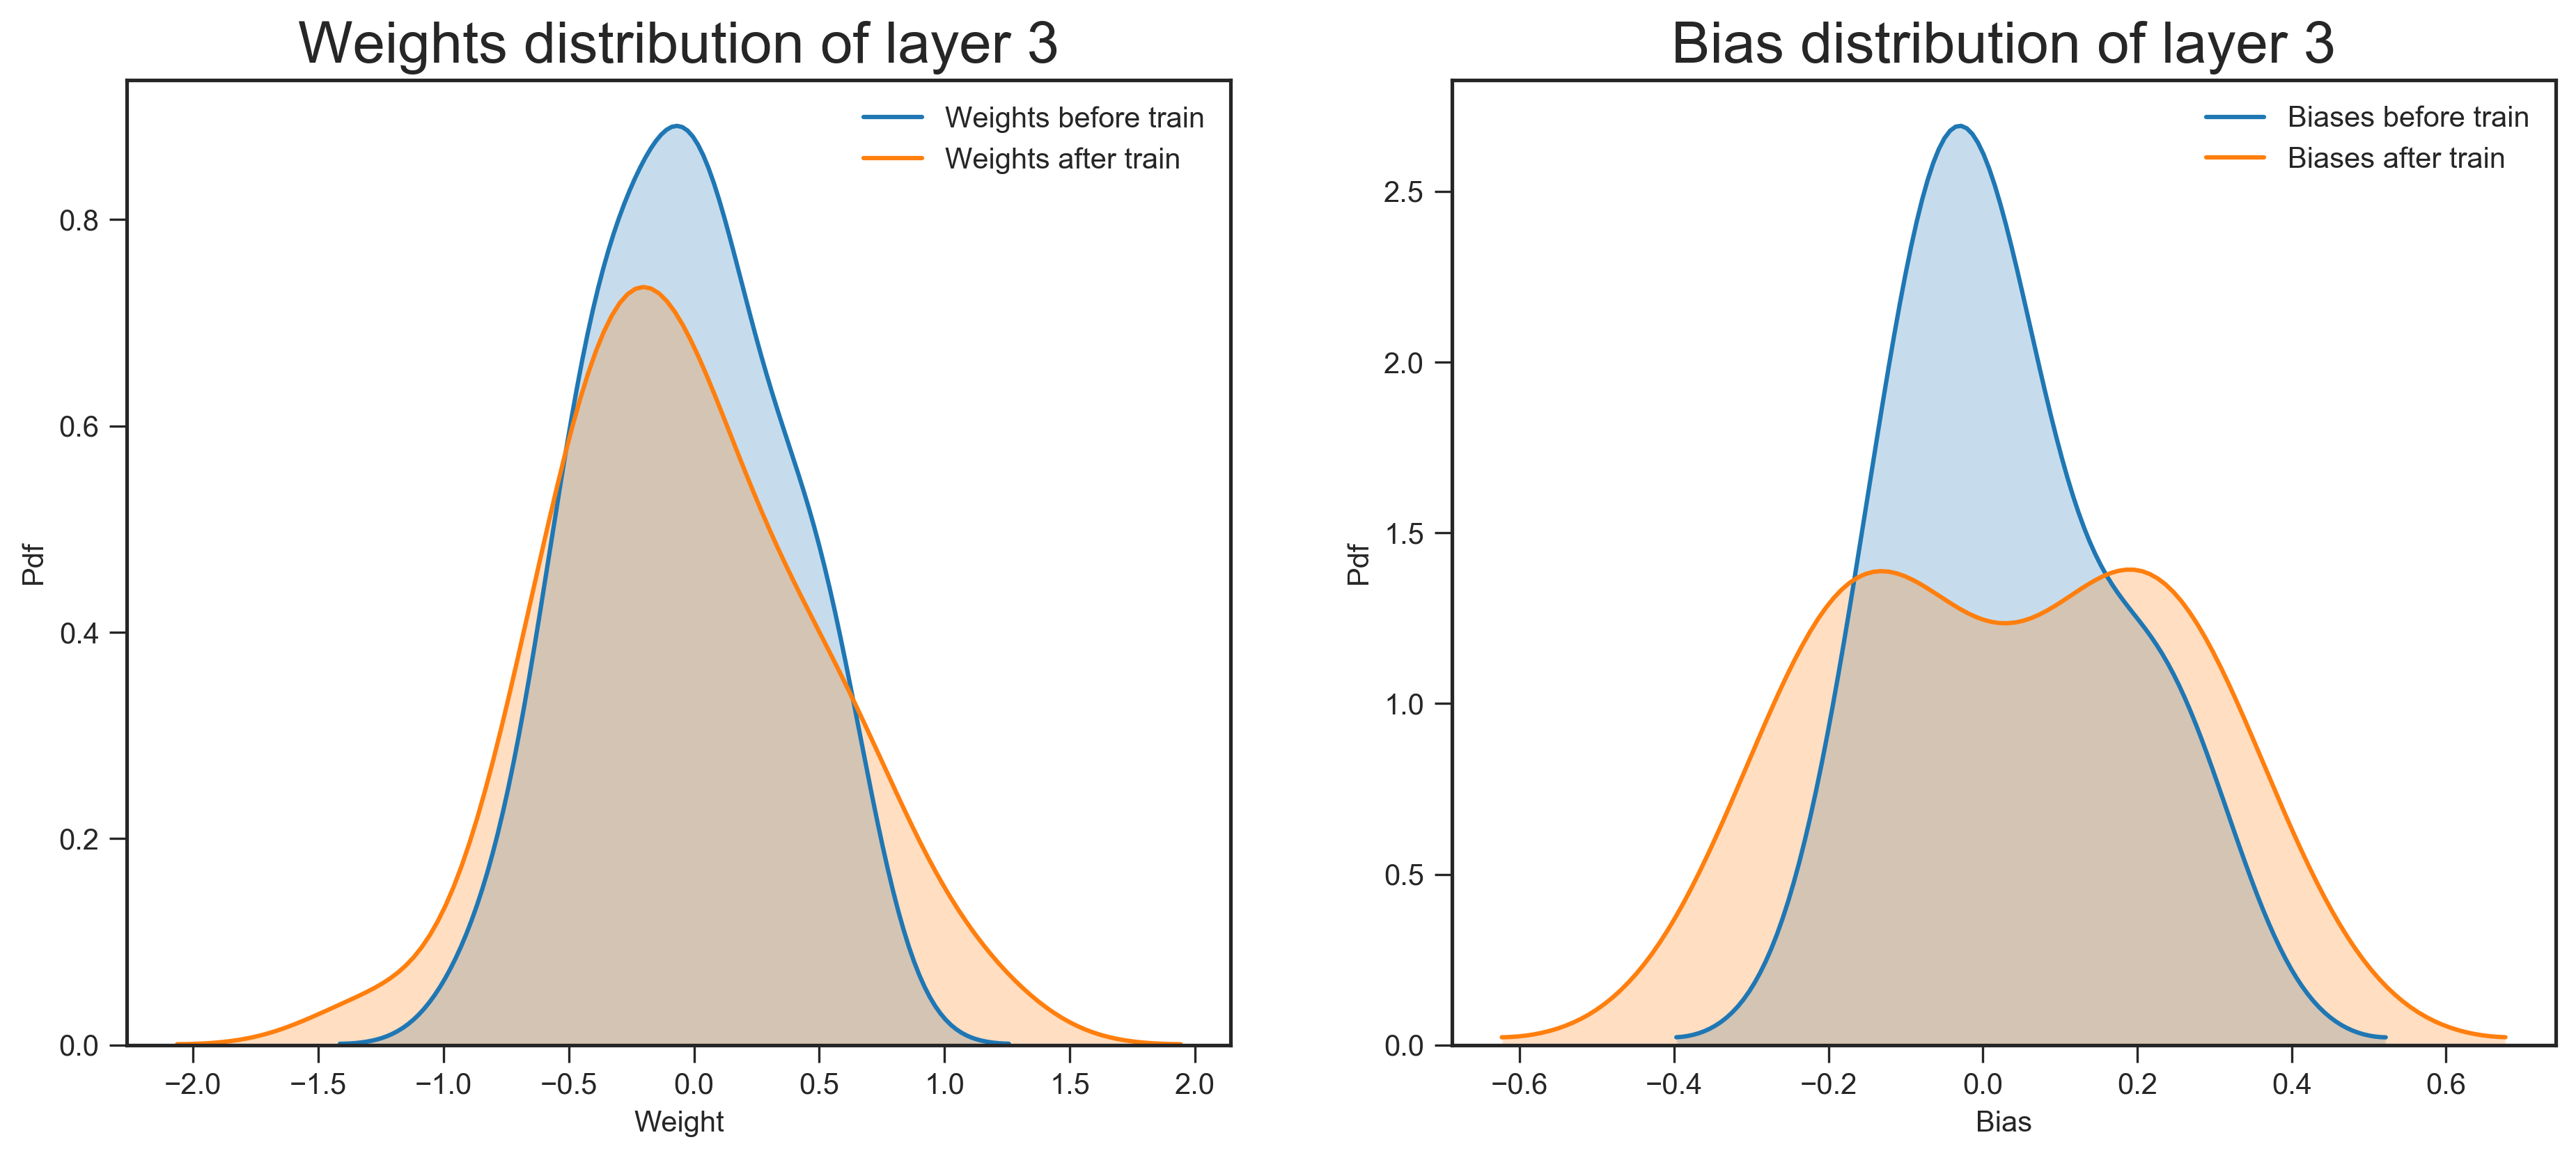 Weights distribution of layer 3
Weights before train
Weights after train
0.8
0.6
0.4
0.2
0.0
Pdf
−2.0 −1.5 −1.0 −0.5 0.0 0.5 1.0 1.5 2.0
Weight
Bias distribution of layer 3
Biases before train
Biases after train
2.5
2.0
1.5
1.0
0.5
0.0
Pdf
−0.6 −0.4 −0.2 0.0 0.2 0.4 0.6
Bias